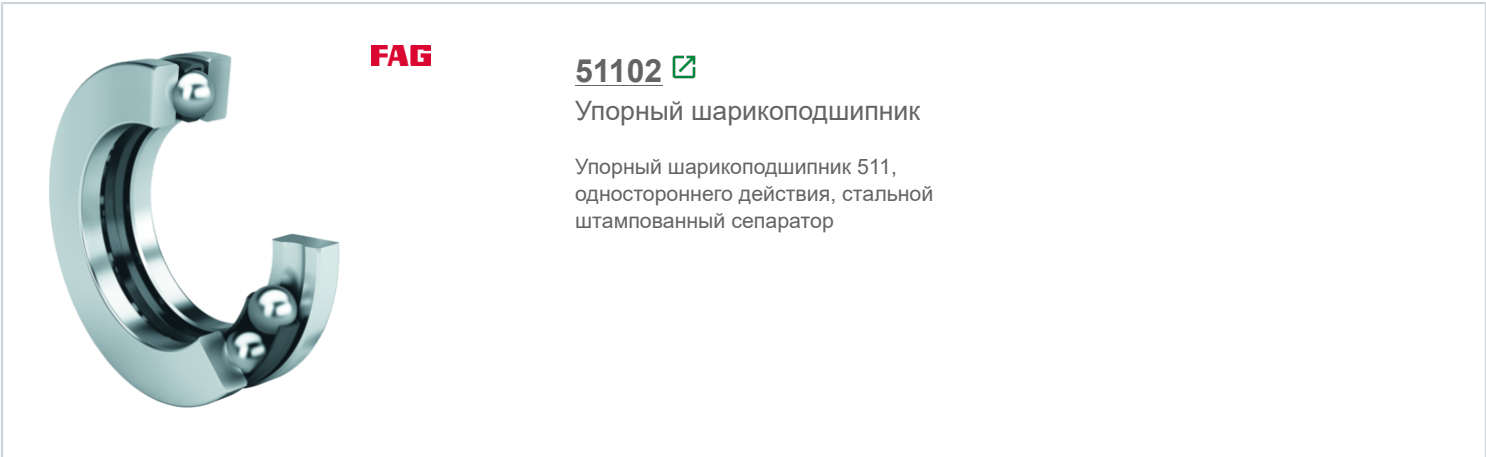 FAG
51102
Упорный шарикоподшипник
Упорный шарикоподшипник 511,
одностороннего действия, стальной
штампованный сепаратор